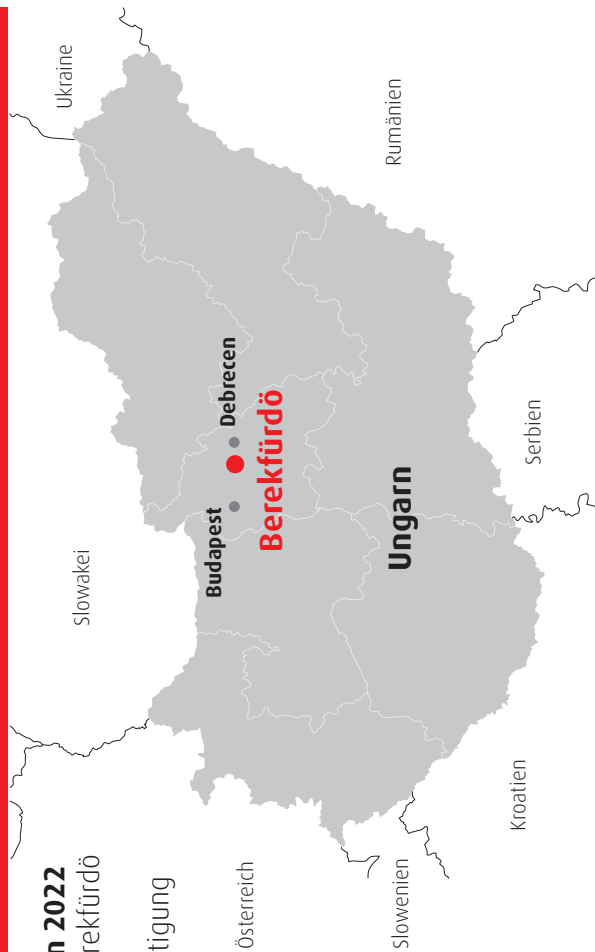 n 2022
rekfürdö
tigung
Ukraine
Slowakei
Budapest
Debrecen
Österreich
Berekfürdö
Rumänien
Ungarn
Slowenien
Kroatien
Serbien